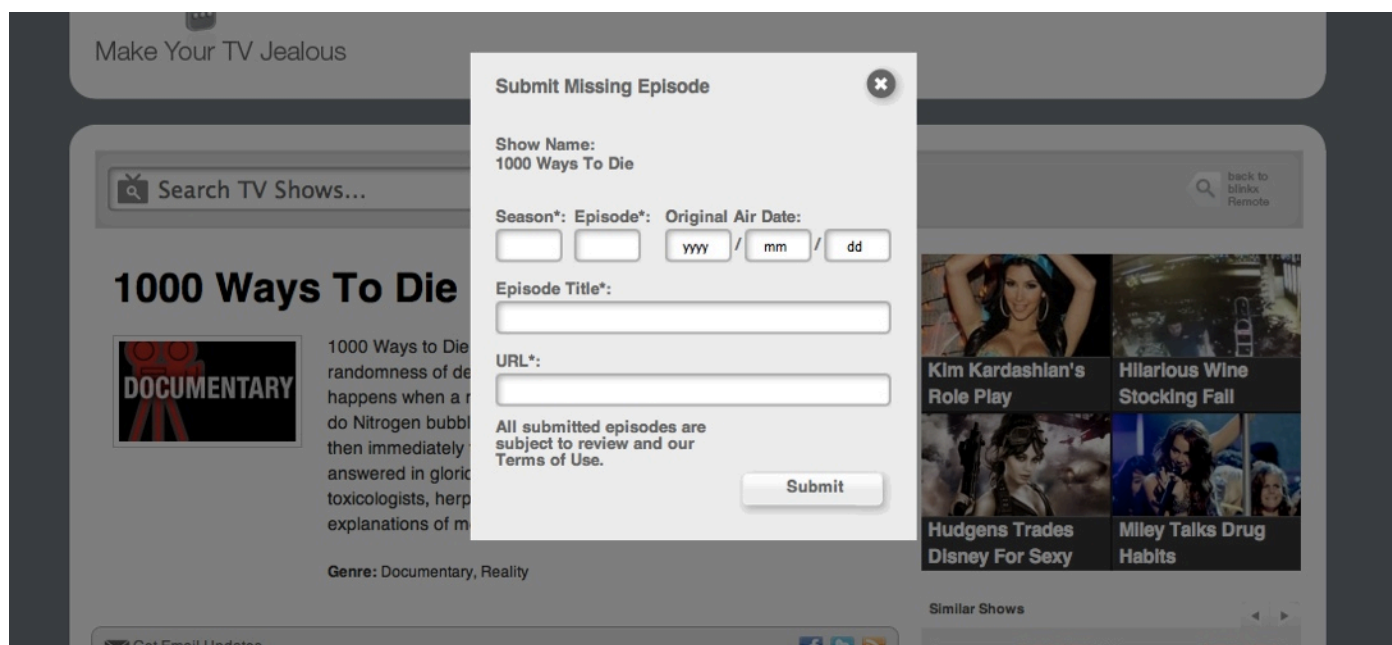 Make Your TV Jealous
Submit Missing Episode
Show Name:
1000 Ways To Die
Search TV Shows...
back to
blinkx
Remote
Season*: Episode*: Original Air Date:
yyyy / mm / dd
1000 Ways To Die
Episode Title*:
URL*:
All submitted episodes are
subject to review and our
Terms of Use.
Submit
DOCUMENTARY
1000 Ways to Die
randomness of de
happens when a r
do Nitrogen bubbl
then immediately
answered in gloric
toxicologists, herp
explanations of m
Genre: Documentary, Reality
Kim Kardashian's
Role Play
Hilarious Wine
Stocking Fail
Hudgens Trades
Disney For Sexy
Miley Talks Drug
Habits
Similar Shows
Get Email Updates